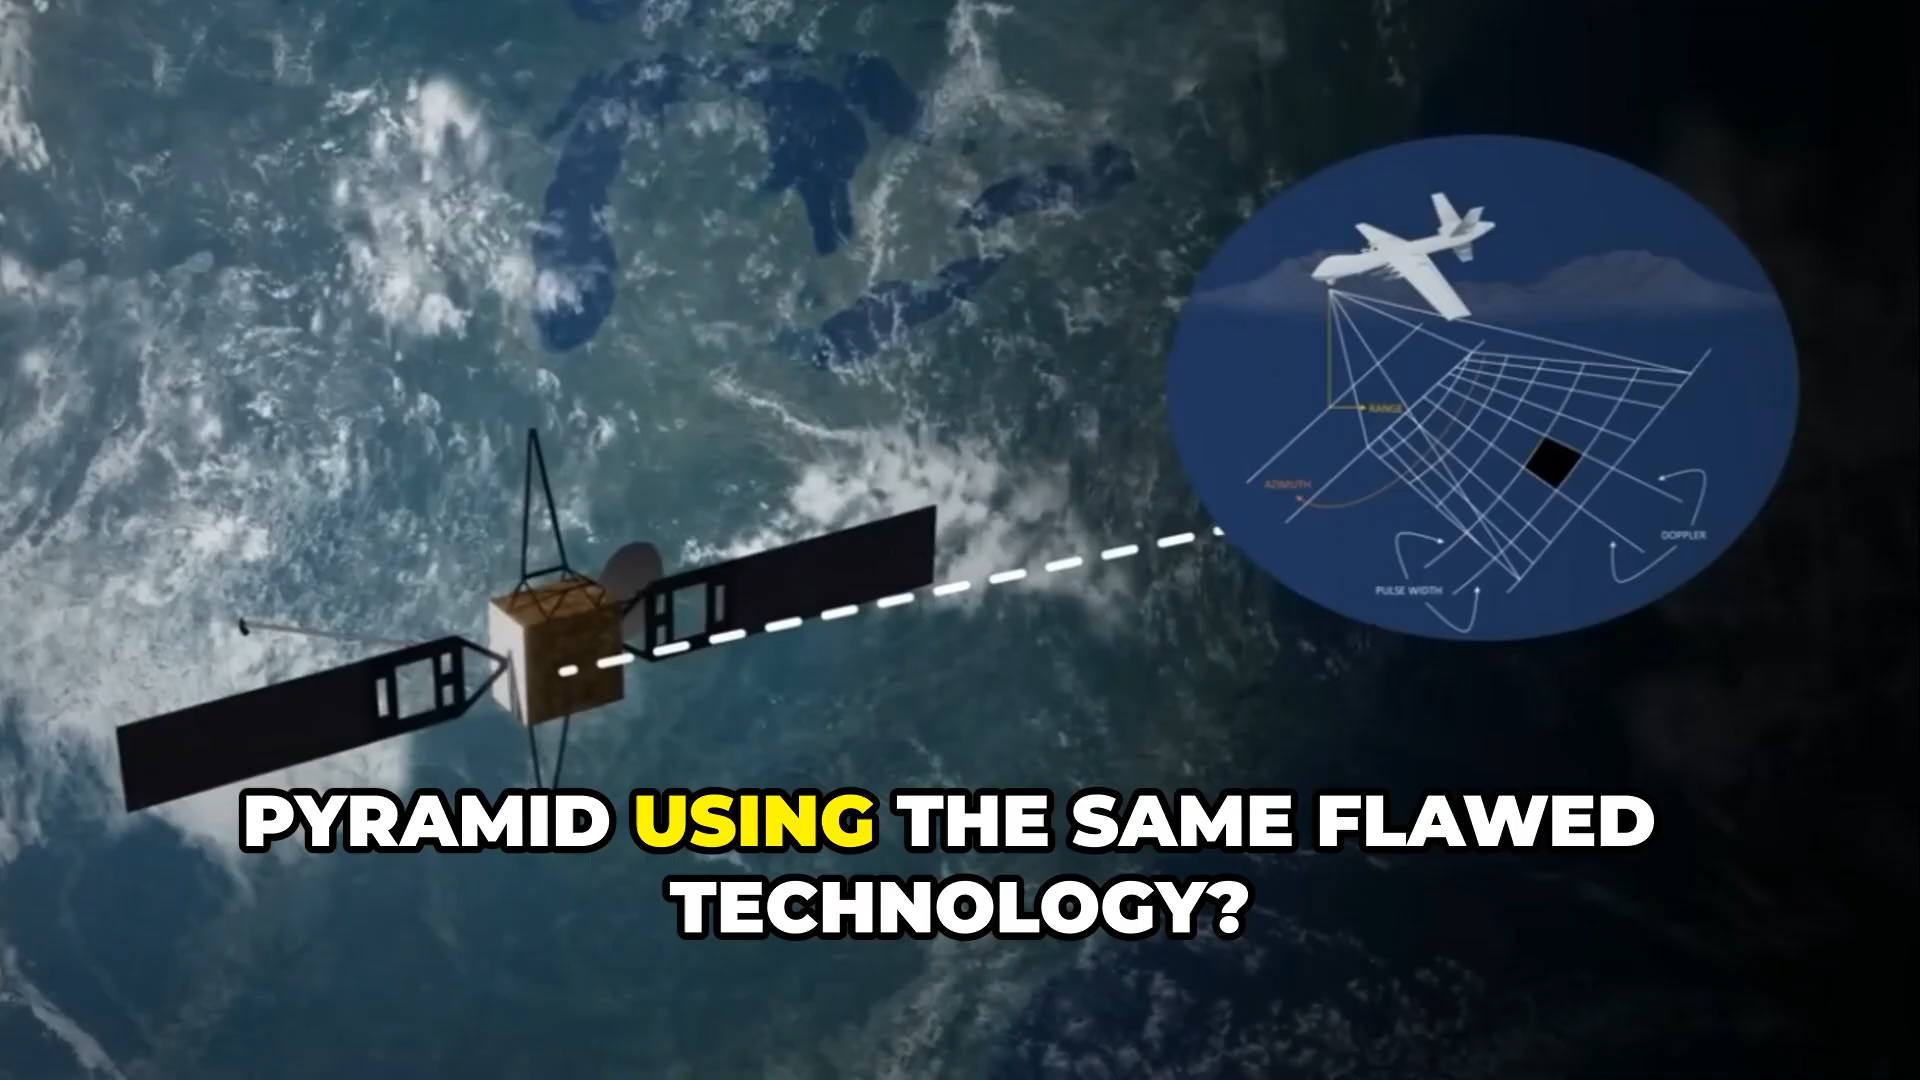 RANGE
AZIMUTH
DOPPLER
PULSE WIDTH
PYRAMID USING THE SAME FLAWED
TECHNOLOGY?